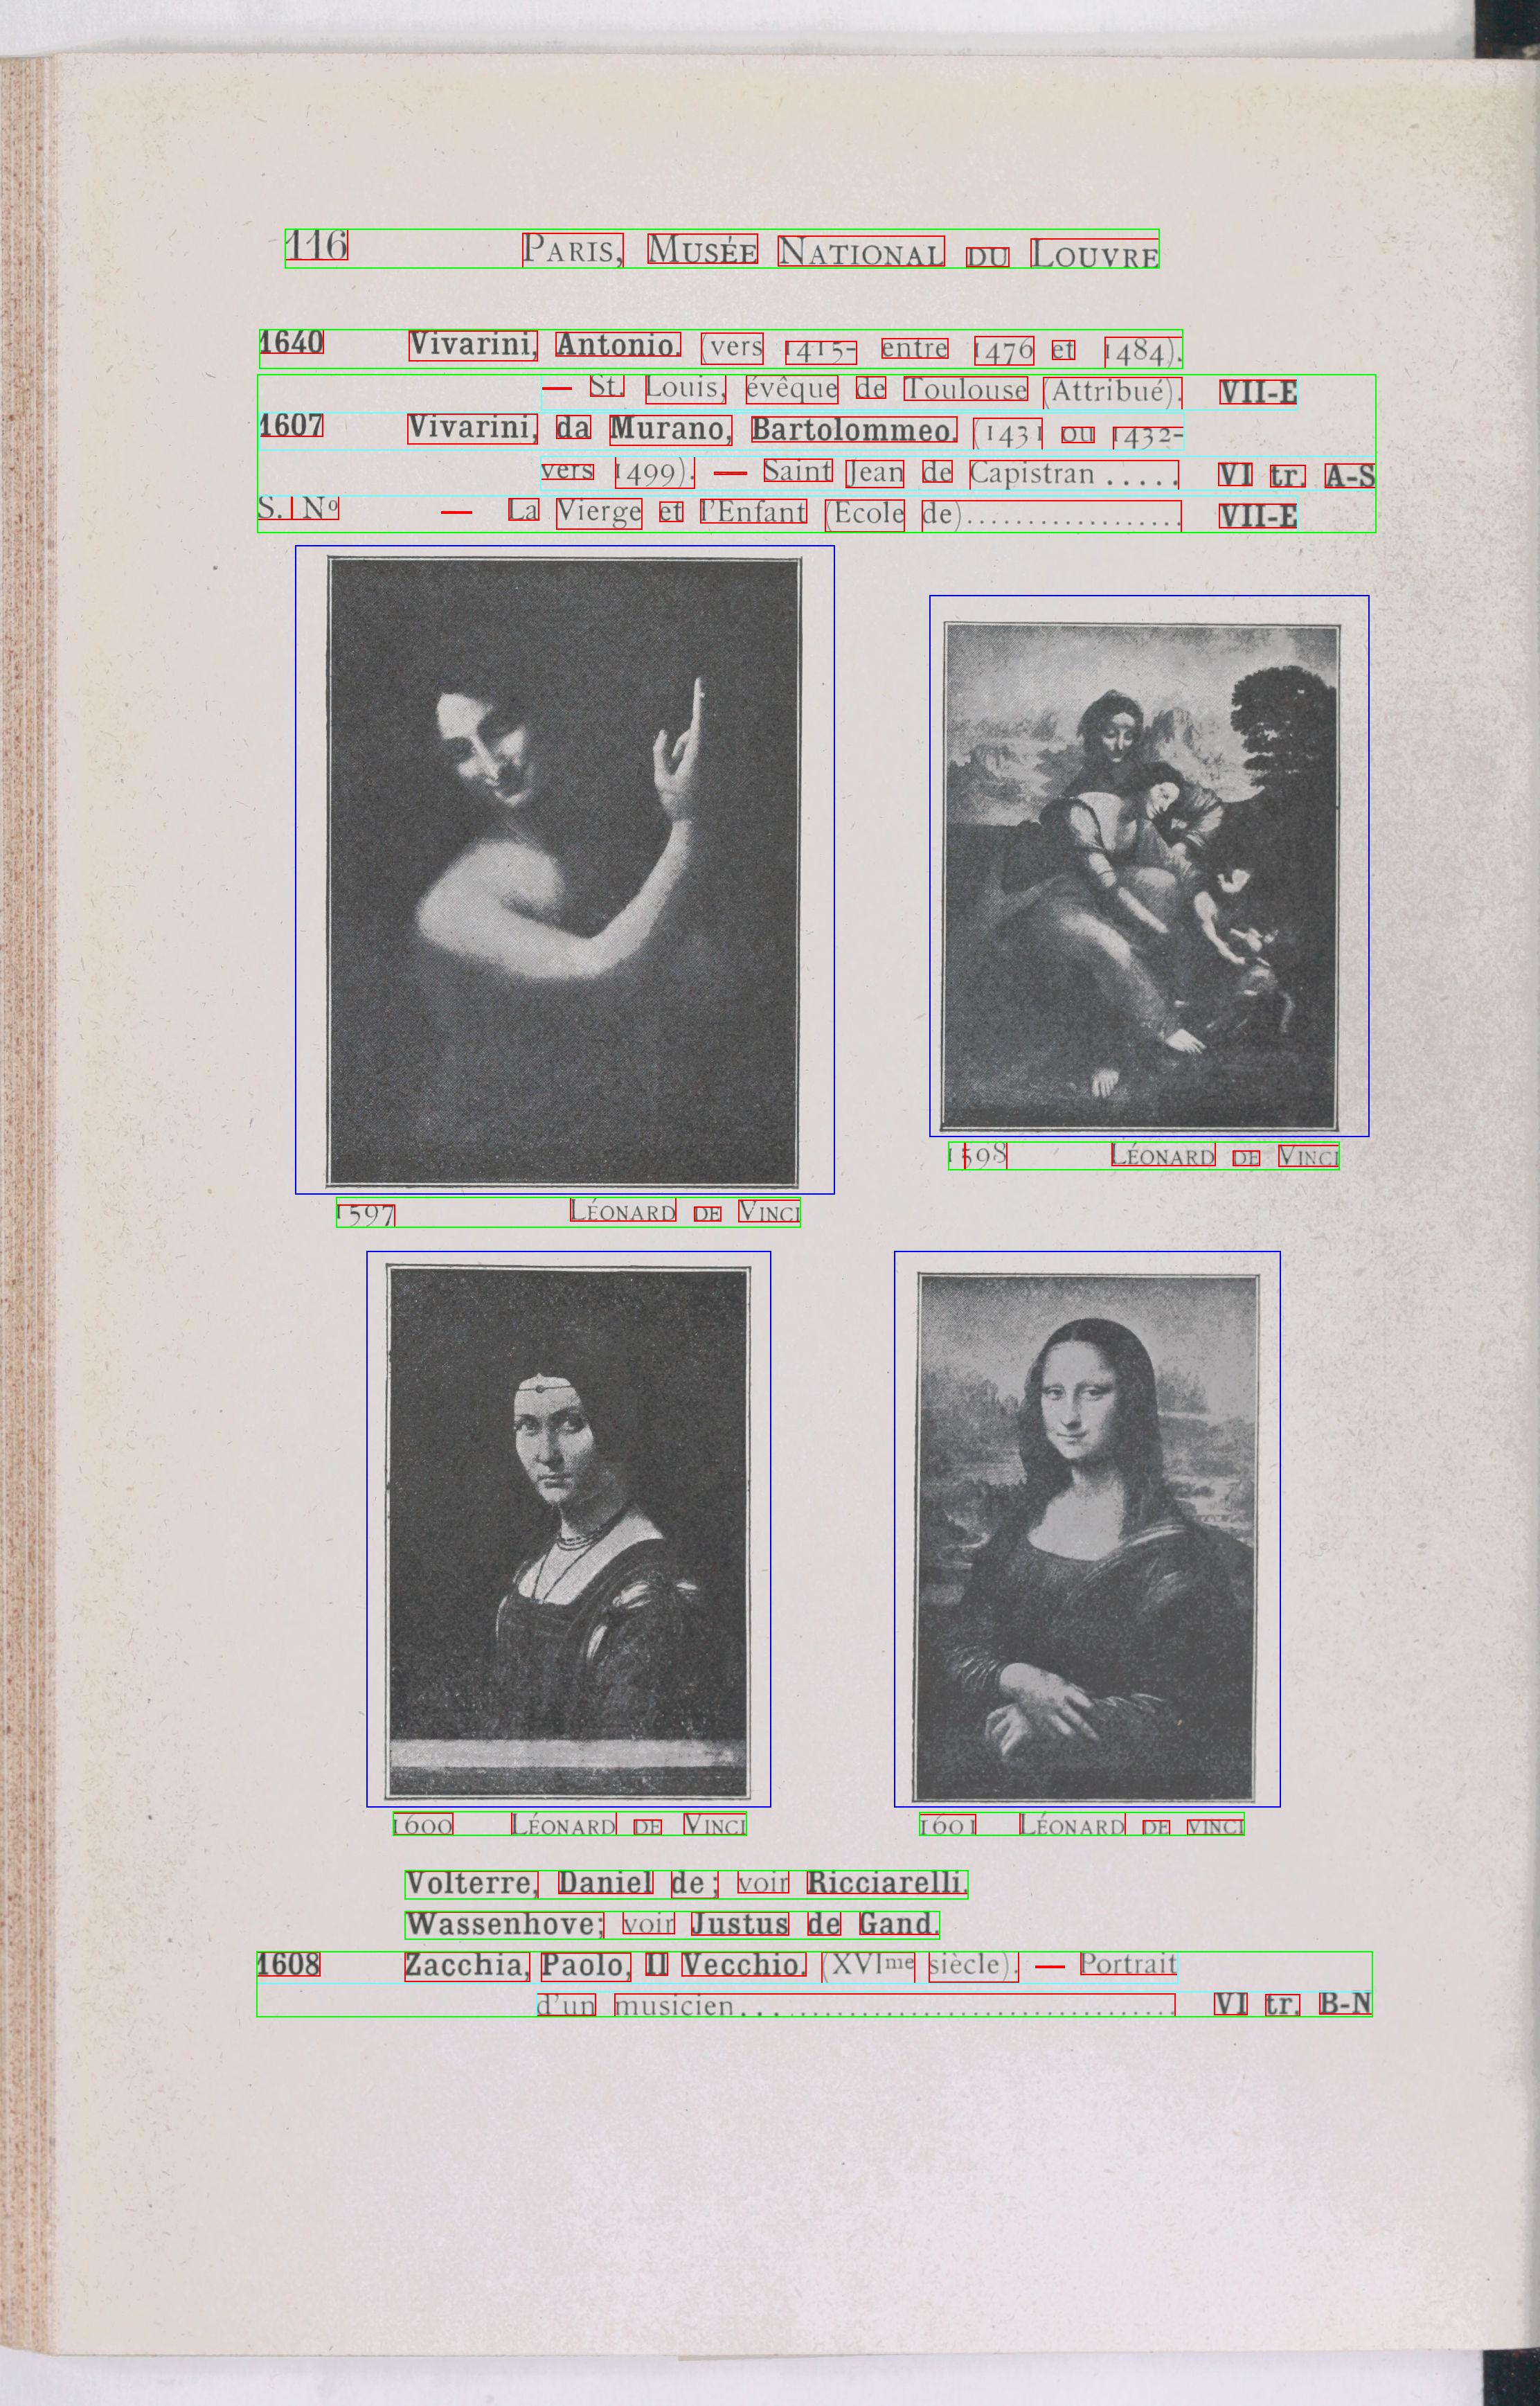 116 PARIS, MUSÉE NATIONAL DU LOUVRE
1640 Vivarini, Antonio. (vers 1415- entre 1476 et 1484).
— St. Louis, évêque de Toulouse (Attribué). VII-E
1607 Vivarini, da Murano, Bartolommeo. (1431 ou 1432-
vers 1499). — Saint Jean de Capistran ..... VI tr. A-S
S. Nº — La Vierge et l'Enfant (Ecole de).................. VII-E
1598 LÉONARD DE VINCI
1597 LÉONARD DE VINCI
1600 LÉONARD DE VINCI
1601 LÉONARD DE VINCI
Volterre, Daniel de; voir Ricciarelli.
Wassenhove; voir Justus de Gand.
1608 Zacchia, Paolo, Il Vecchio. (XVIme siècle). — Portrait
d'un musicien.................................... VI tr. B-N